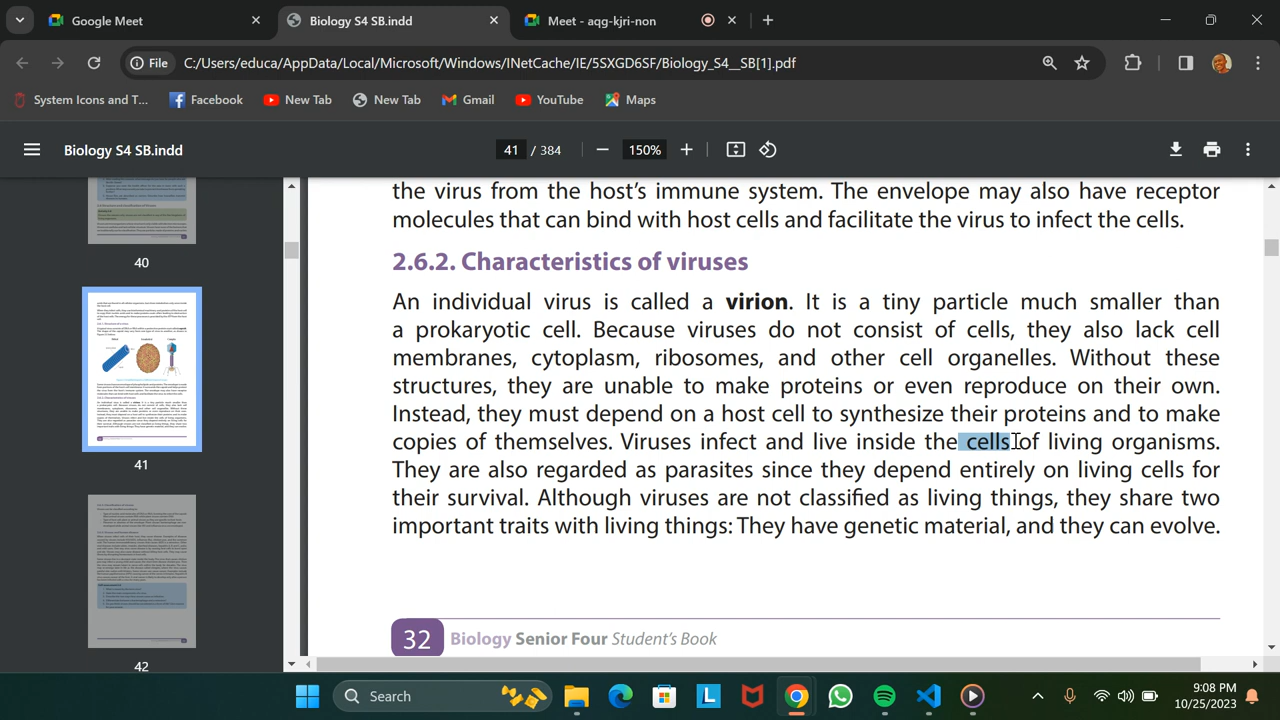 Google Meet
Biology S4 SB.indd
Meet - aqg-kjri-non
File
C:/Users/educa/AppData/Local/Microsoft/Windows/INetCache/IE/5SXGD6SF/Biology_S4__SB[1].pdf
System Icons and T...
Facebook
New Tab
New Tab
Gmail
YouTube
Maps
Biology S4 SB.indd
41 / 384
150%
40
41
42
the virus from the host's immune system. The envelope may also have receptor
molecules that can bind with host cells and facilitate the virus to infect the cells.
2.6.2. Characteristics of viruses
An individual virus is called a virion. It is a tiny particle much smaller than
a prokaryotic cell. Because viruses do not consist of cells, they also lack cell
membranes, cytoplasm, ribosomes, and other cell organelles. Without these
structures, they are unable to make proteins or even reproduce on their own.
Instead, they must depend on a host cell to synthesize their proteins and to make
copies of themselves. Viruses infect and live inside the cells of living organisms.
They are also regarded as parasites since they depend entirely on living cells for
their survival. Although viruses are not classified as living things, they share two
important traits with living things: They have genetic material, and they can evolve.
32 Biology Senior Four Student's Book
Search
9:08 PM
10/25/2023